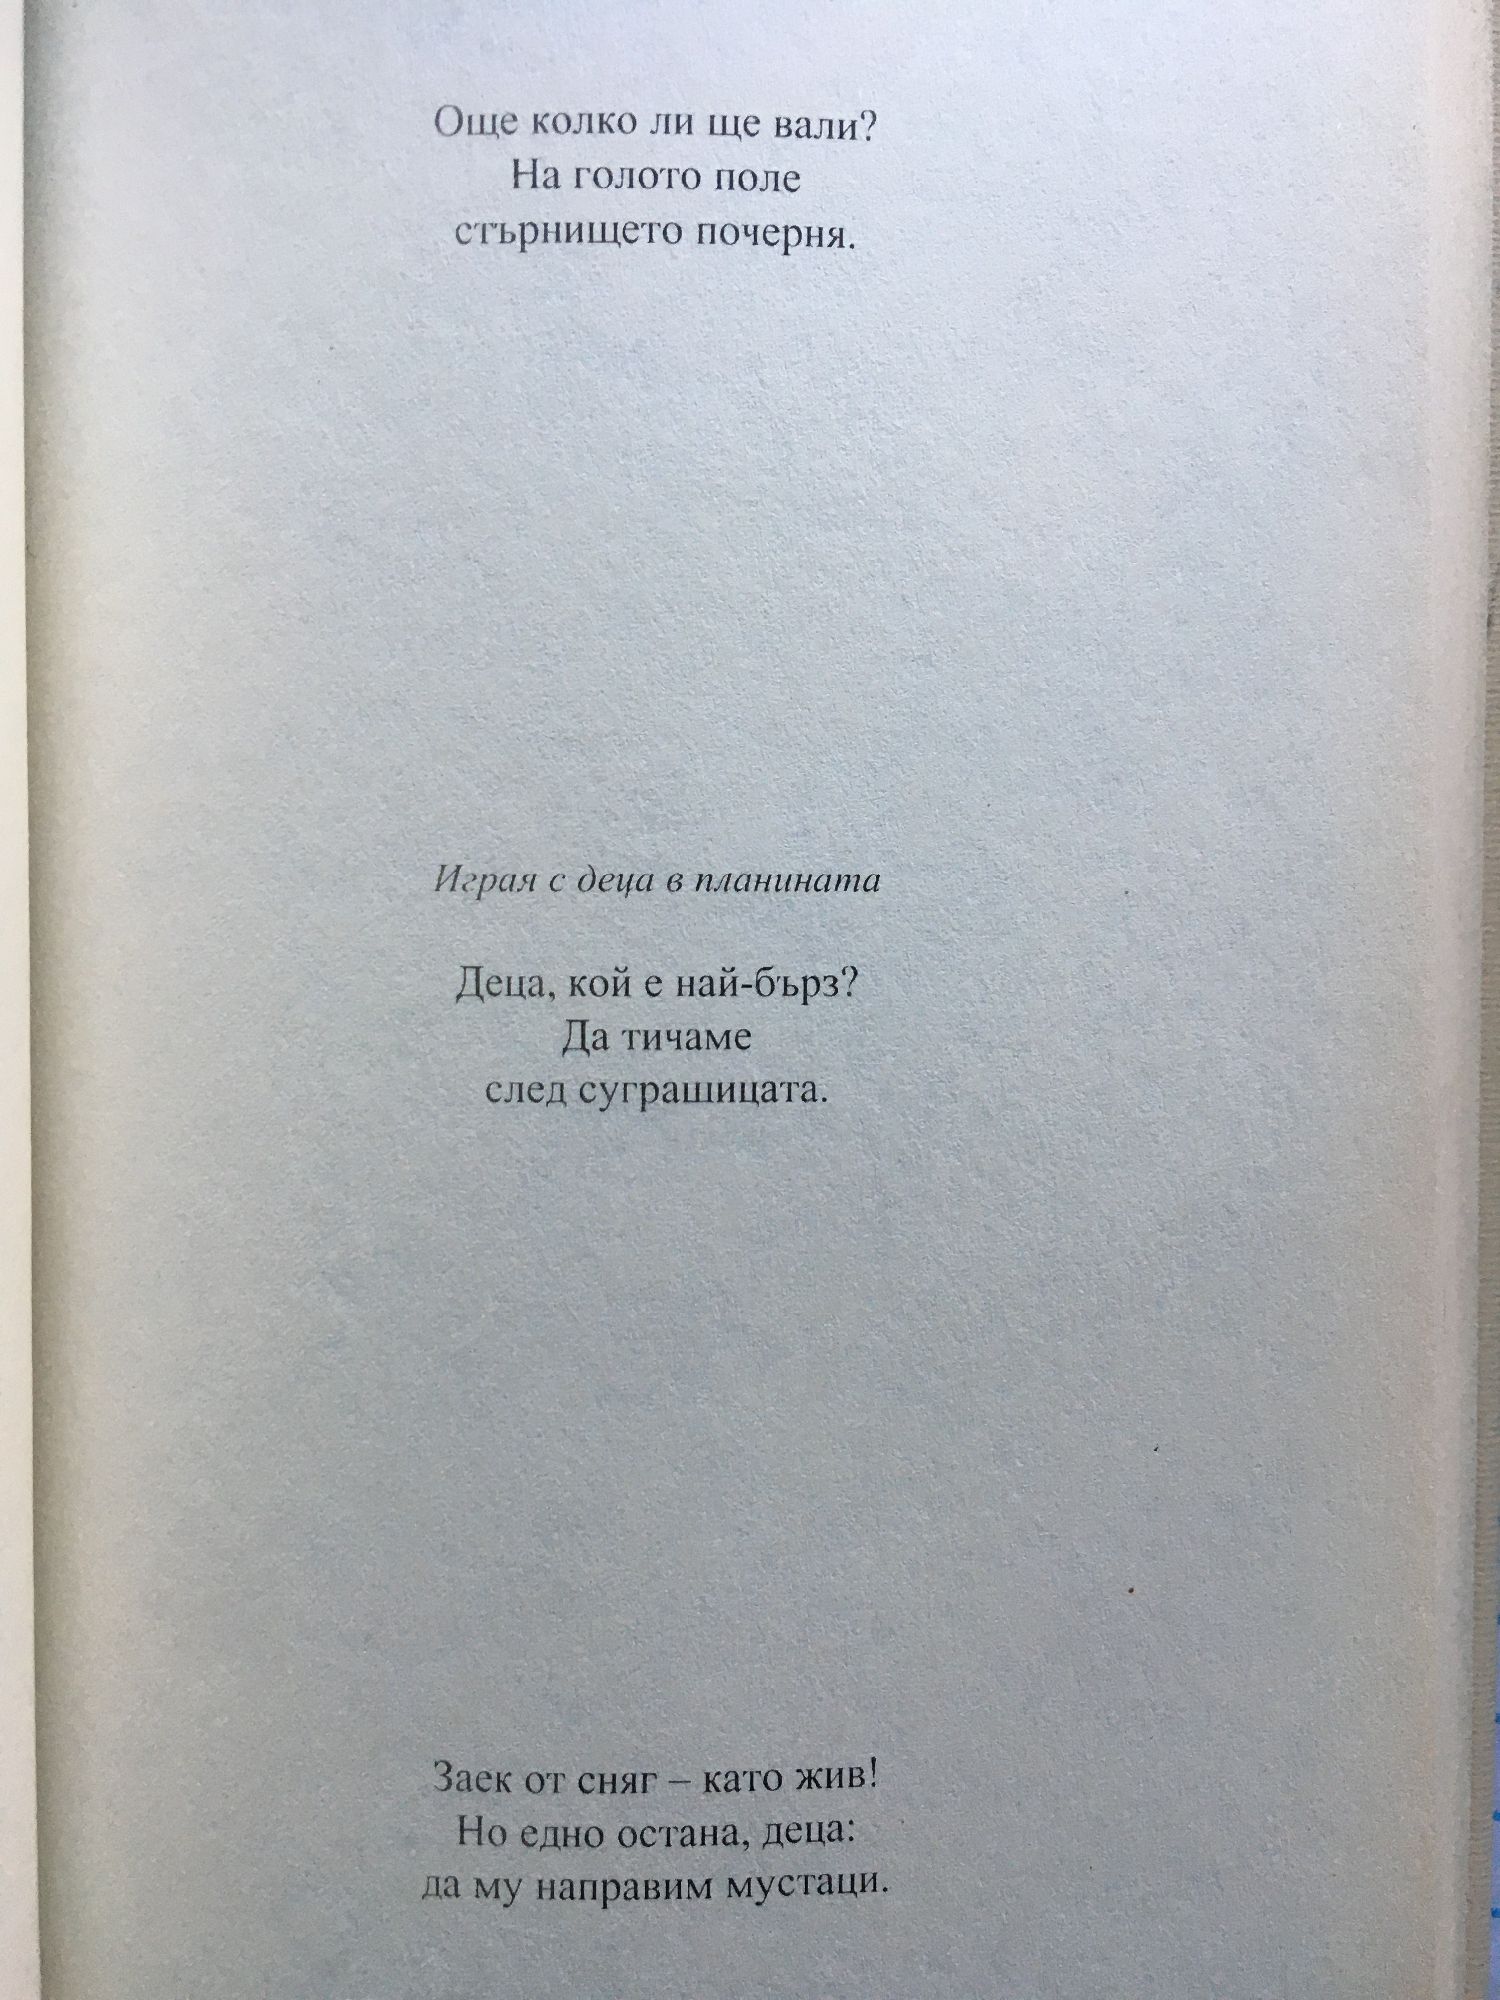 Още колко ли ще вали?
На голото поле
стърнището почерня.
Играя с деца в планината
Деца, кой е най-бърз?
Да тичаме
след суграшицата.
Заек от сняг – като жив!
Но едно остана, деца:
да му направим мустаци.